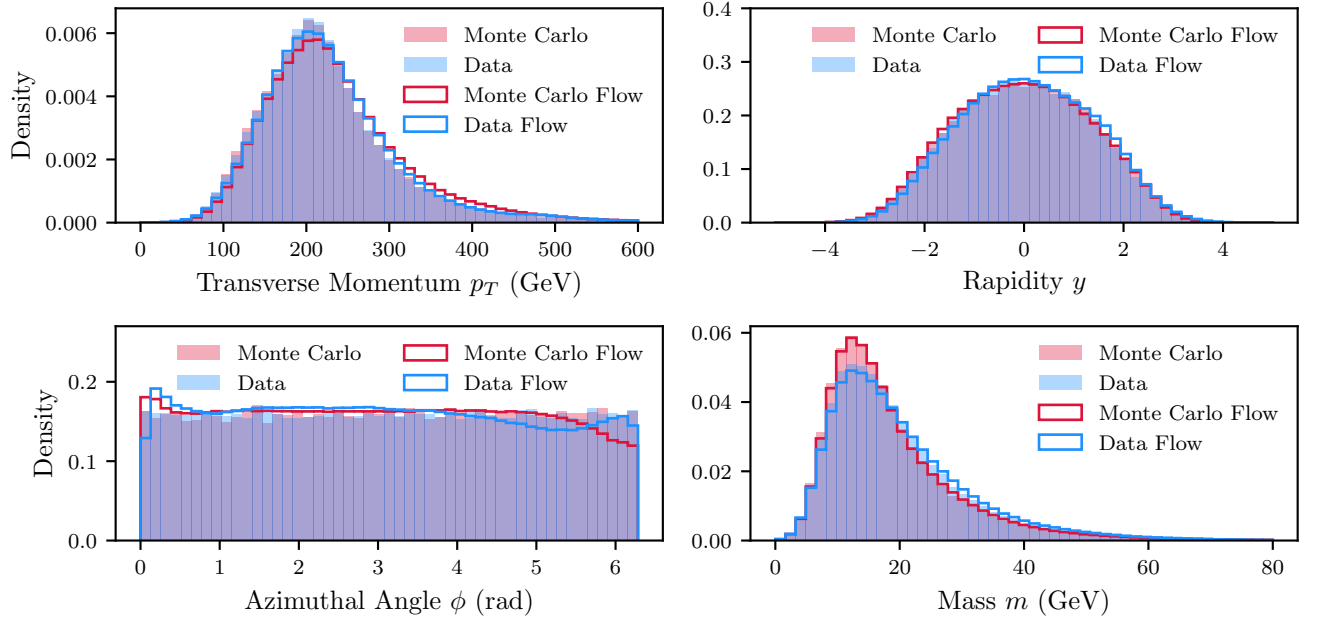 0.006
0.004
0.002
0.000
Density
Monte Carlo
Data
Monte Carlo Flow
Data Flow
0 100 200 300 400 500 600
Transverse Momentum $p_T$ (GeV)
0.4
0.3
0.2
0.1
0.0
Monte Carlo Monte Carlo Flow
Data Data Flow
−4 −2 0 2 4
Rapidity $y$
0.2
0.1
0.0
Density
Monte Carlo Monte Carlo Flow
Data Data Flow
0 1 2 3 4 5 6
Azimuthal Angle $\phi$ (rad)
0.06
0.04
0.02
0.00
Monte Carlo
Data
Monte Carlo Flow
Data Flow
0 20 40 60 80
Mass $m$ (GeV)